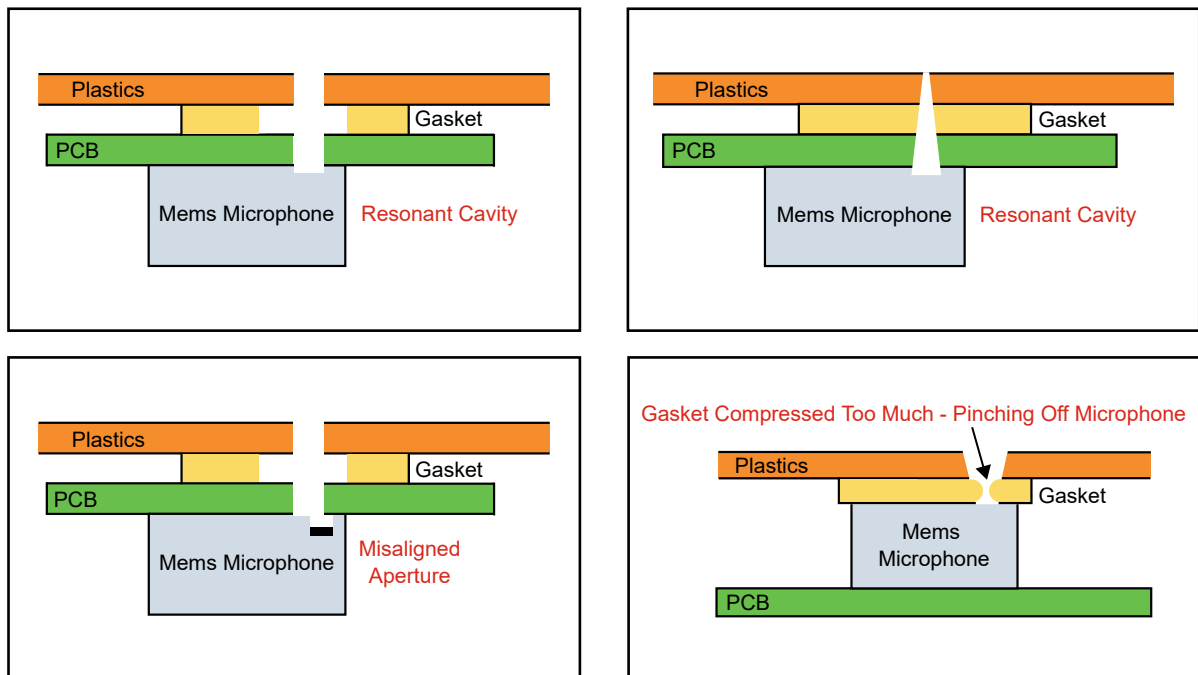 Plastics
Gasket
PCB
Mems Microphone
Resonant Cavity
Plastics
Gasket
PCB
Mems Microphone
Resonant Cavity
Plastics
Gasket
PCB
Mems Microphone
Misaligned
Aperture
Gasket Compressed Too Much - Pinching Off Microphone
Plastics
Gasket
Mems
Microphone
PCB